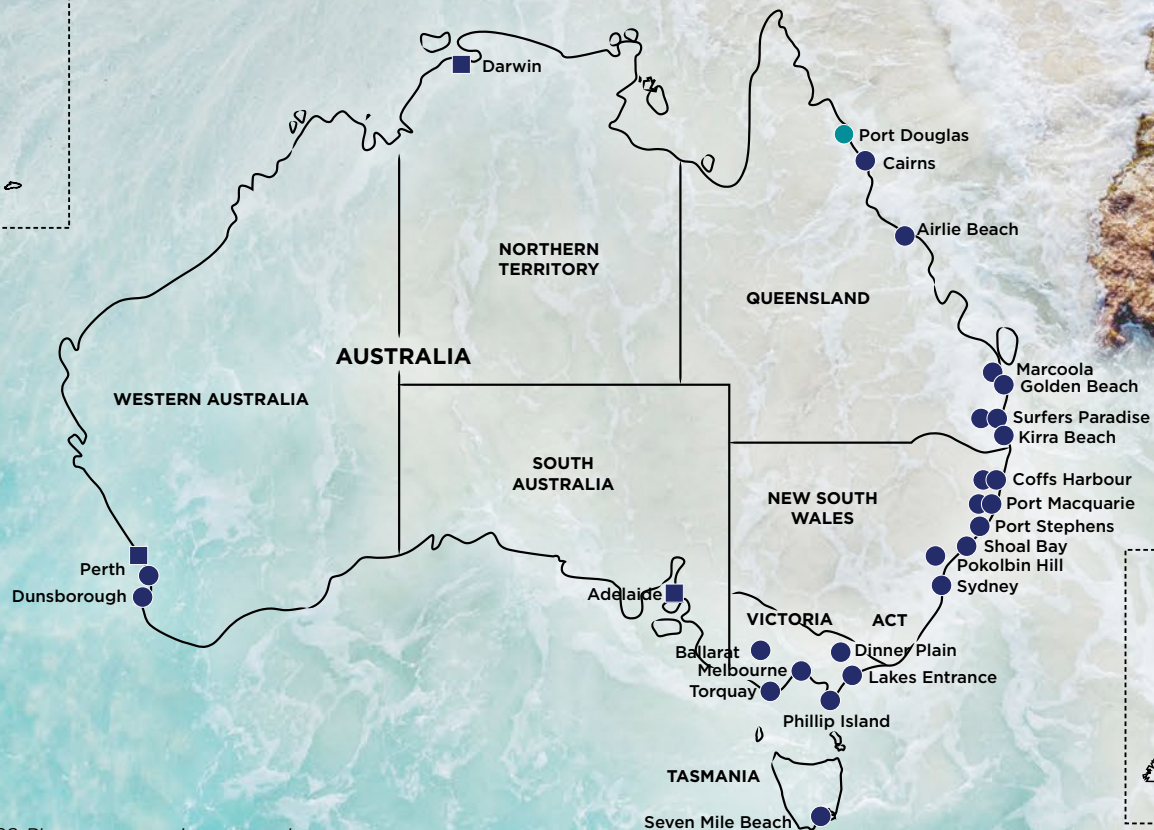 Darwin
Port Douglas
Cairns
Airlie Beach
NORTHERN
TERRITORY
QUEENSLAND
AUSTRALIA
WESTERN AUSTRALIA
Marcoola
Golden Beach
Surfers Paradise
Kirra Beach
SOUTH
AUSTRALIA
NEW SOUTH
WALES
Coffs Harbour
Port Macquarie
Port Stephens
Shoal Bay
Pokolbin Hill
Sydney
Perth
Dunsborough
Adelaide
VICTORIA
ACT
Ballarat
Dinner Plain
Melbourne
Lakes Entrance
Torquay
Phillip Island
TASMANIA
Seven Mile Beach